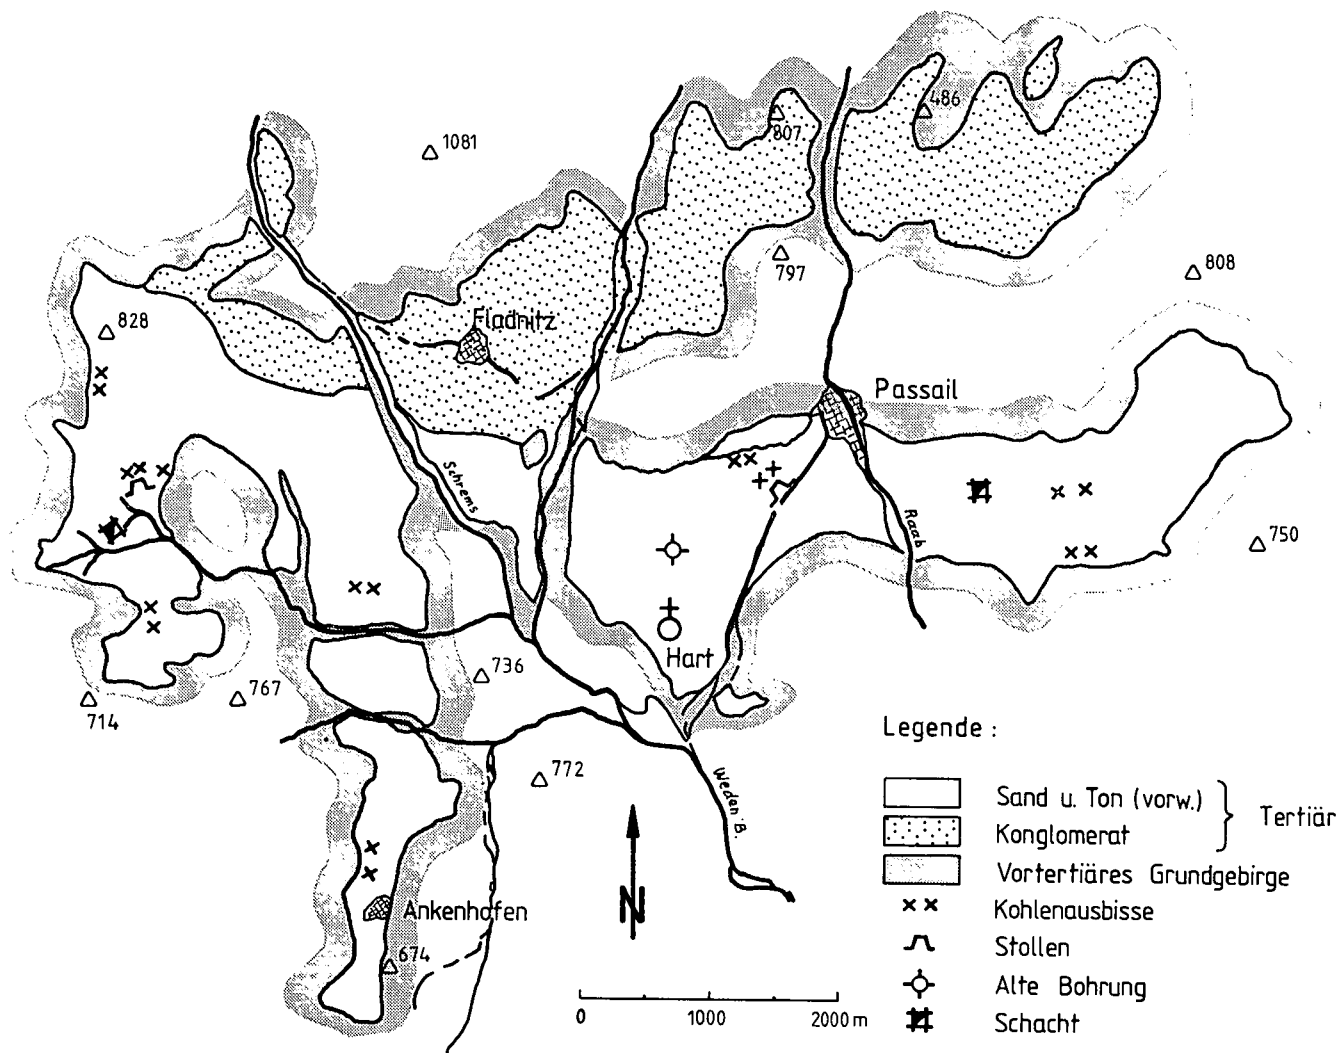 1081
486
807
797
808
828
Fladnitz
Passail
Schrems
Raab
750
Hart
736
767
714
772
Weden B.
Ankenhofen
674
N
0 1000 2000 m
Legende :
Sand u. Ton (vorw.)
Konglomerat
Tertiär
Vortertiäres Grundgebirge
Kohlenausbisse
Stollen
Alte Bohrung
Schacht